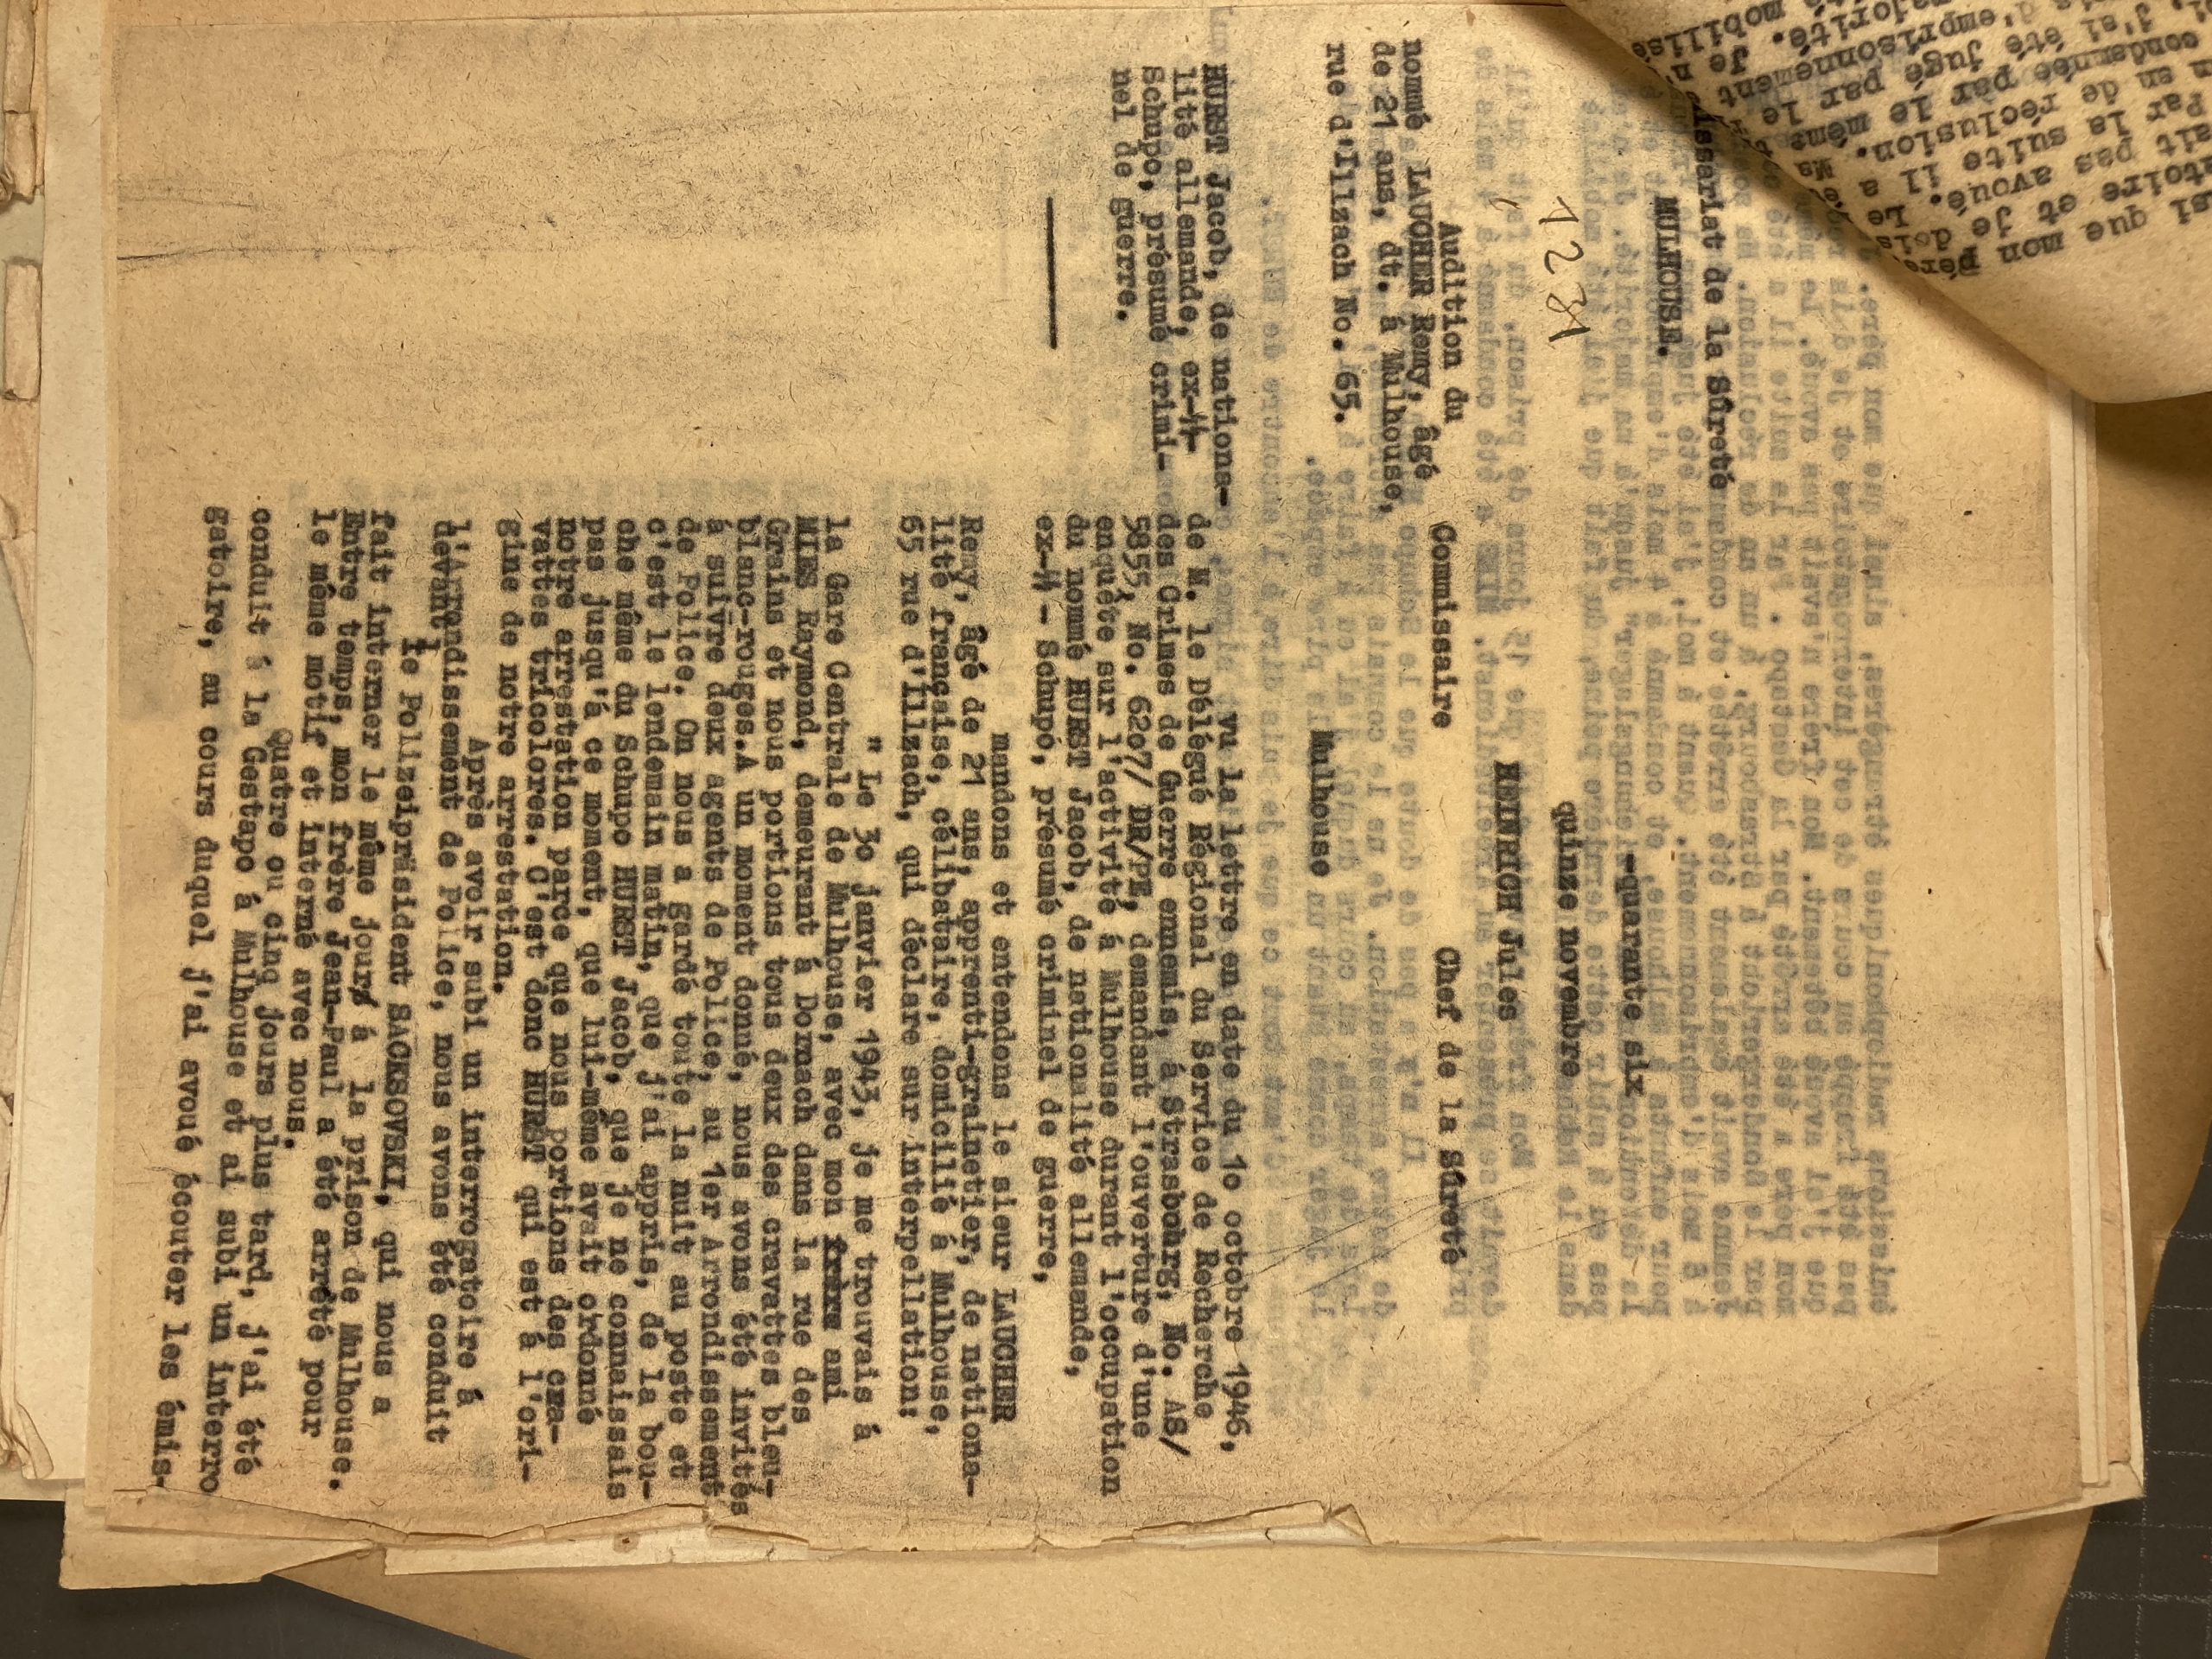 Commissariat de la Sûreté
MULHOUSE.
1231
-quarante six
quinze novembre
HEINRICH Jules
Audition du
nommé LAUCHER Remy, âgé
de 21 ans, dt. á Mulhouse,
rue d'Illzach No. 65.
Commissaire
Chef de la Sûreté
Mulhouse
HURST Jacob, de nationa-
lité allemande, ex-SS-
Schupo, présumé crimi-
nel de guerre.
vu la lettre en date du 1o octobre 1946,
de M. le Délégué Régional du Service de Recherche
des Crimes de Guerre ennemis, á Strasbourg, No. AS/
5855, No. 62o7/ DR/PE, demandant l'ouverture d'une
enquête sur l'activité á Mulhouse durant l'occupation
du nommé HURST Jacob, de nationalité allemande,
ex-SS - Schupo, présumé criminel de guerre,
mandons et entendons le sieur LAUCHER
Remy, âgé de 21 ans, apprenti-grainetier, de nationa-
lité française, célibataire, domicilié á Mulhouse,
65 rue d'Illzach, qui déclare sur interpellation;
" Le 3o janvier 1943, je me trouvais á
la Gare Centrale de Mulhouse, avec mon frère ami
MIES Raymond, demeurant á Dornach dans la rue des
Grains et nous portions tous deux des cravattes bleu-
blanc-rouges.A un moment donné, nous avons été invités
á suivre deux agents de Police, au 1er Arrondissement
de Police. On nous a gardé toute la nuit au poste et
c'est le lendemain matin, que j'ai appris, de la bou-
che même du Schupo HURST Jacob, que je ne connaissais
pas jusqu'á ce moment, que lui-même avait ordonné
notre arrestation parce que nous portions des cra-
vattes tricolores. C'est donc HURST qui est á l'ori-
gine de notre arrestation.
Après avoir subi un interrogatoire á
l'Arrondissement de Police, nous avons été conduit
devant l
le Polizeipräsident SACKSOVSKI, qui nous a
fait interner le même jour á la prison de Mulhouse.
Entre temps, mon frère Jean-Paul a été arrêté pour
le même motif et interné avec nous.
Quatre ou cinq jours plus tard, j'ai été
conduit á la Gestapo á Mulhouse et ai subi un interro
gatoire, au cours duquel j'ai avoué écouter les émis-